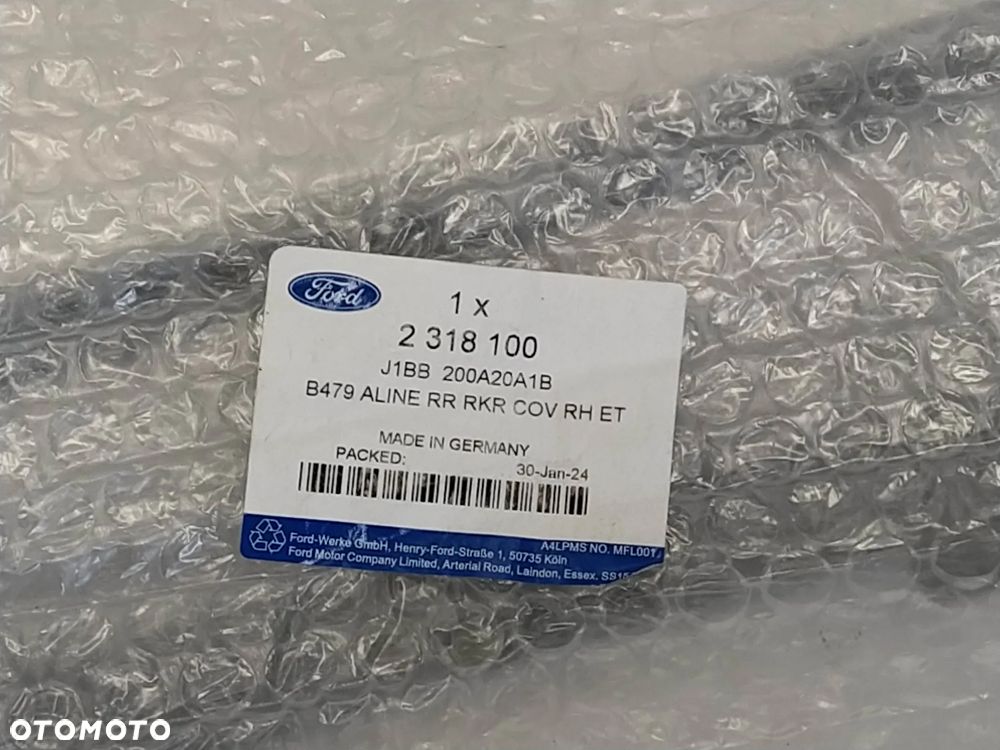 Ford
1 x
2 318 100
J1BB 200A20A1B
B479 ALINE RR RKR COV RH ET
MADE IN GERMANY
PACKED: 30-Jan-24
A4LPMS NO. MFL001
Ford-Werke GmbH, Henry-Ford-Straße 1, 50735 Köln
Ford Motor Company Limited, Arterial Road, Laindon, Essex.
OTOMOTO